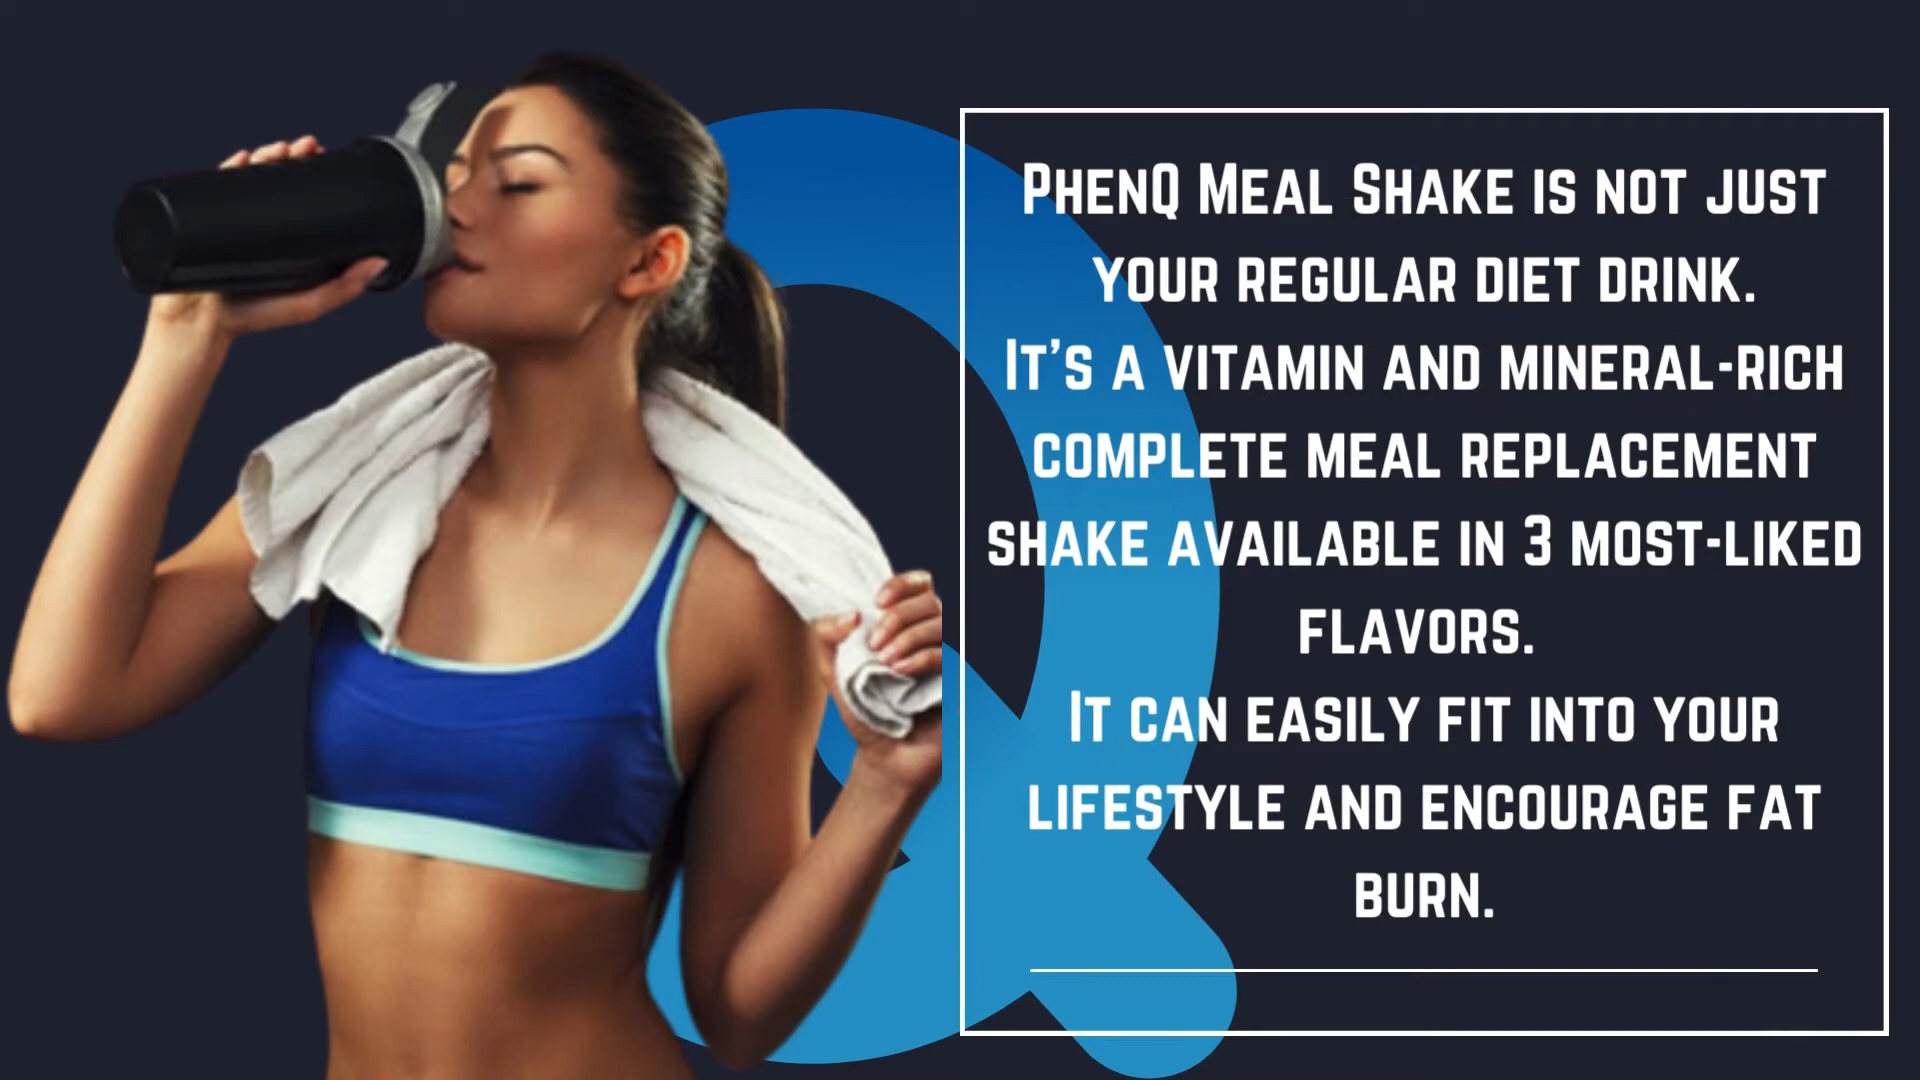 PhenQ Meal Shake is not just
your regular diet drink.
It's a vitamin and mineral-rich
complete meal replacement
shake available in 3 most-liked
flavors.
It can easily fit into your
lifestyle and encourage fat
burn.